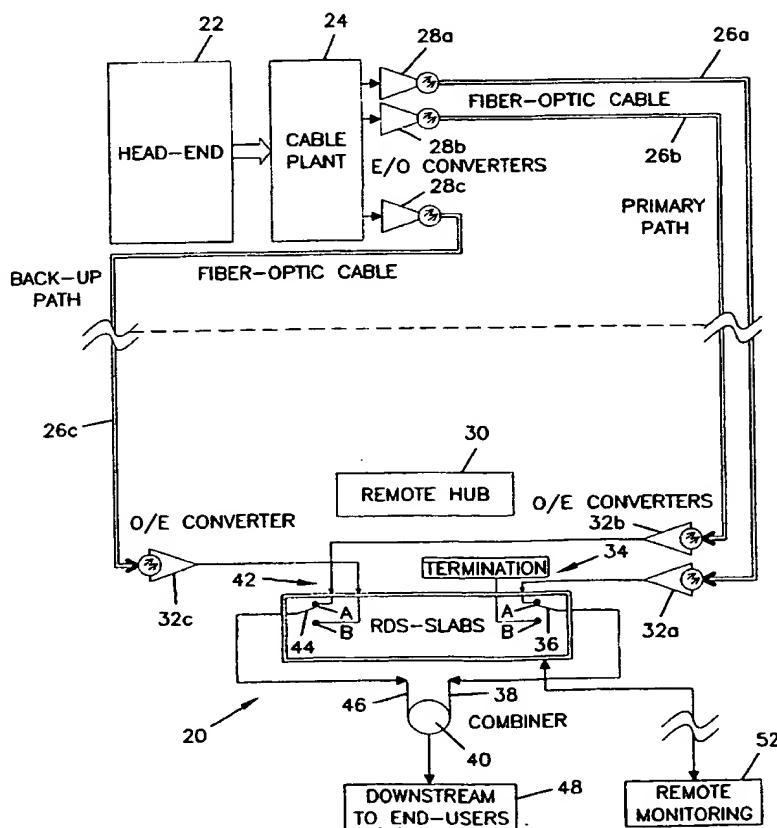 22
24
28a
26a
FIBER-OPTIC CABLE
HEAD-END
CABLE
PLANT
28b
E/O CONVERTERS
26b
28c
PRIMARY
PATH
FIBER-OPTIC CABLE
BACK-UP
PATH
26c
30
REMOTE HUB
O/E CONVERTER
O/E CONVERTERS
32b
34
TERMINATION
32c
42
32a
A
B
RDS-SLABS
A
B
44
36
46
38
20
COMBINER
40
52
48
DOWNSTREAM
TO END-USERS
REMOTE
MONITORING